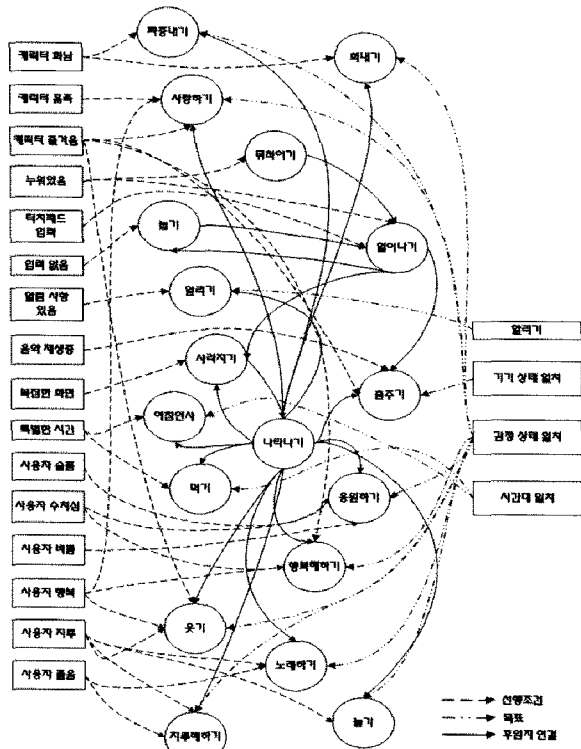 짜증내기
화내기
캐릭터 화남
캐릭터
사랑하기
캐릭터 즐거움
누워있음
뒤척이기
터치패드
입력
눕기
일어나기
입력 없음
알림 사항
있음
알리기
알리기
음악 재생중
사라지기
춤추기
기기 상태 일치
복잡한 화면
아침인사
특별한 시간
나타나기
감정 상태 일치
사용자 슬픔
먹기
응원하기
시간대 일치
사용자 수치심
사용자
행복해하기
사용자 행복
웃기
사용자 지루
노래하기
사용자
놀기
지루해하기
선행조건
목표
후원자 연결